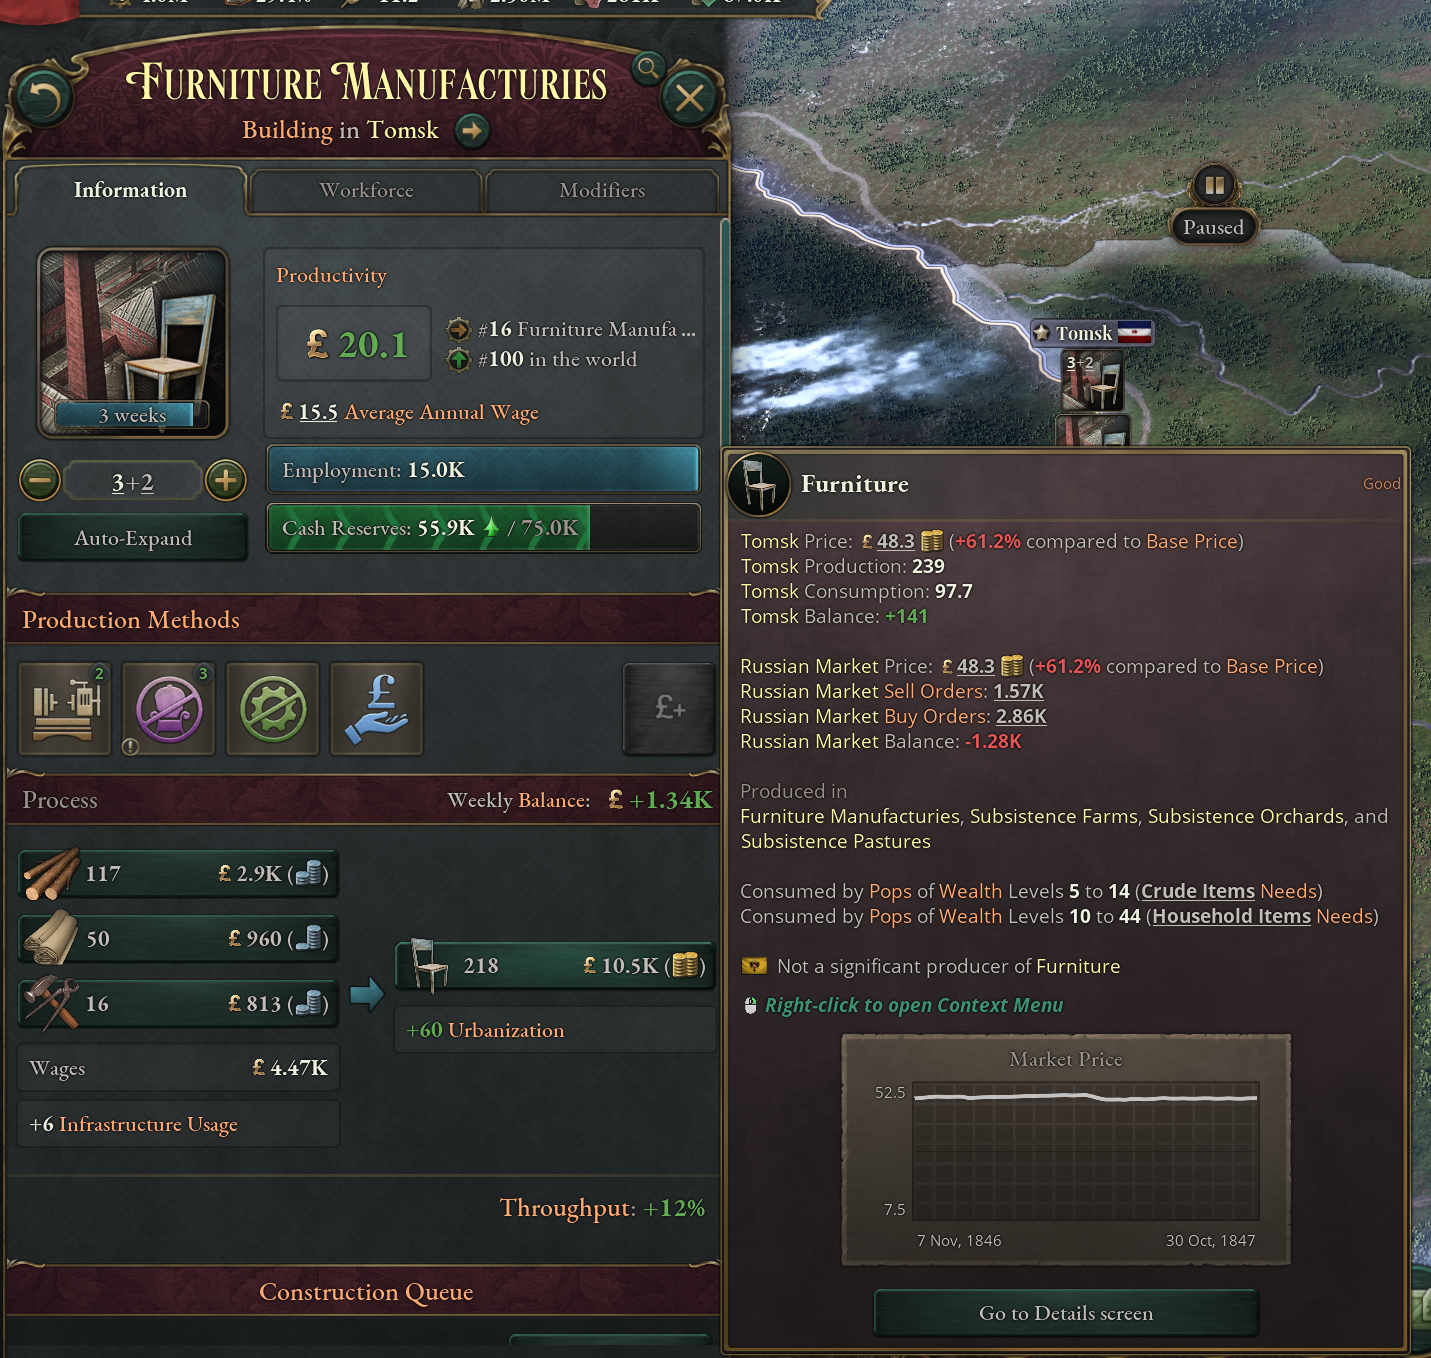 Furniture Manufacturies
Building in Tomsk
Information
Workforce
Modifiers
Paused
Productivity
£ 20.1
#16 Furniture Manufa ...
#100 in the world
£ 15.5 Average Annual Wage
3 weeks
Tomsk
3+2
3+2
Employment: 15.0K
Auto-Expand
Cash Reserves: 55.9K / 75.0K
Production Methods
2
3
£+
Process
Weekly Balance: £ +1.34K
117 £ 2.9K ( )
50 £ 960 ( )
16 £ 813 ( )
218 £ 10.5K ( )
+60 Urbanization
Wages £ 4.47K
+6 Infrastructure Usage
Throughput: +12%
Construction Queue
Furniture
Good
Tomsk Price: £ 48.3 (+61.2% compared to Base Price)
Tomsk Production: 239
Tomsk Consumption: 97.7
Tomsk Balance: +141
Russian Market Price: £ 48.3 (+61.2% compared to Base Price)
Russian Market Sell Orders: 1.57K
Russian Market Buy Orders: 2.86K
Russian Market Balance: -1.28K
Produced in
Furniture Manufacturies, Subsistence Farms, Subsistence Orchards, and
Subsistence Pastures
Consumed by Pops of Wealth Levels 5 to 14 (Crude Items Needs)
Consumed by Pops of Wealth Levels 10 to 44 (Household Items Needs)
Not a significant producer of Furniture
Right-click to open Context Menu
Market Price
52.5
7.5
7 Nov, 1846
30 Oct, 1847
Go to Details screen